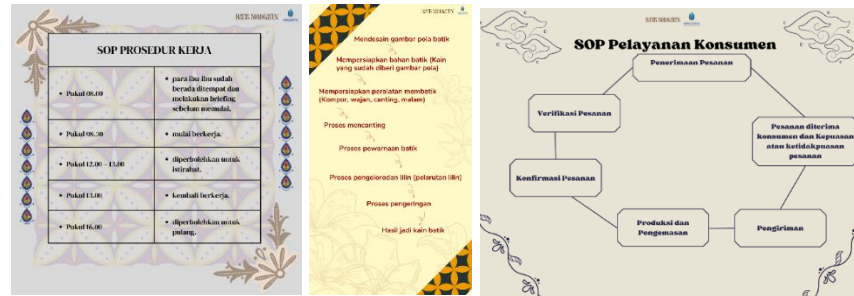 BATIK NOROGATEN
SOP PROSEDUR KERJA
• Pukul 08.00
• para ibu-ibu sudah
berada ditempat dan
melakukan briefing
sebelum memulai.
• Pukul 08.30
• mulai berkerja.
• Pukul 12.00 – 13.00
• diperbolehkan untuk
istirahat.
• Pukul 13.00
• kembali berkerja.
• Pukul 16.00
• diperbolehkan untuk
pulang.
Mendesain gambar pola batik
Mempersiapkan bahan batik (Kain
yang sudah diberi gambar pola)
Mempersiapkan peralatan membatik
(Kompor, wajan, canting, malam)
Proses mencanting
Proses pewarnaan batik
Proses pengelorodan lilin (pelarutan lilin)
Proses pengeringan
Hasil jadi kain batik
SOP Pelayanan Konsumen
Penerimaan Pesanan
Verifikasi Pesanan
Konfirmasi Pesanan
Produksi dan
Pengemasan
Pengiriman
Pesanan diterima
konsumen dan Kepuasan
atau ketidakpuasan
pesanan